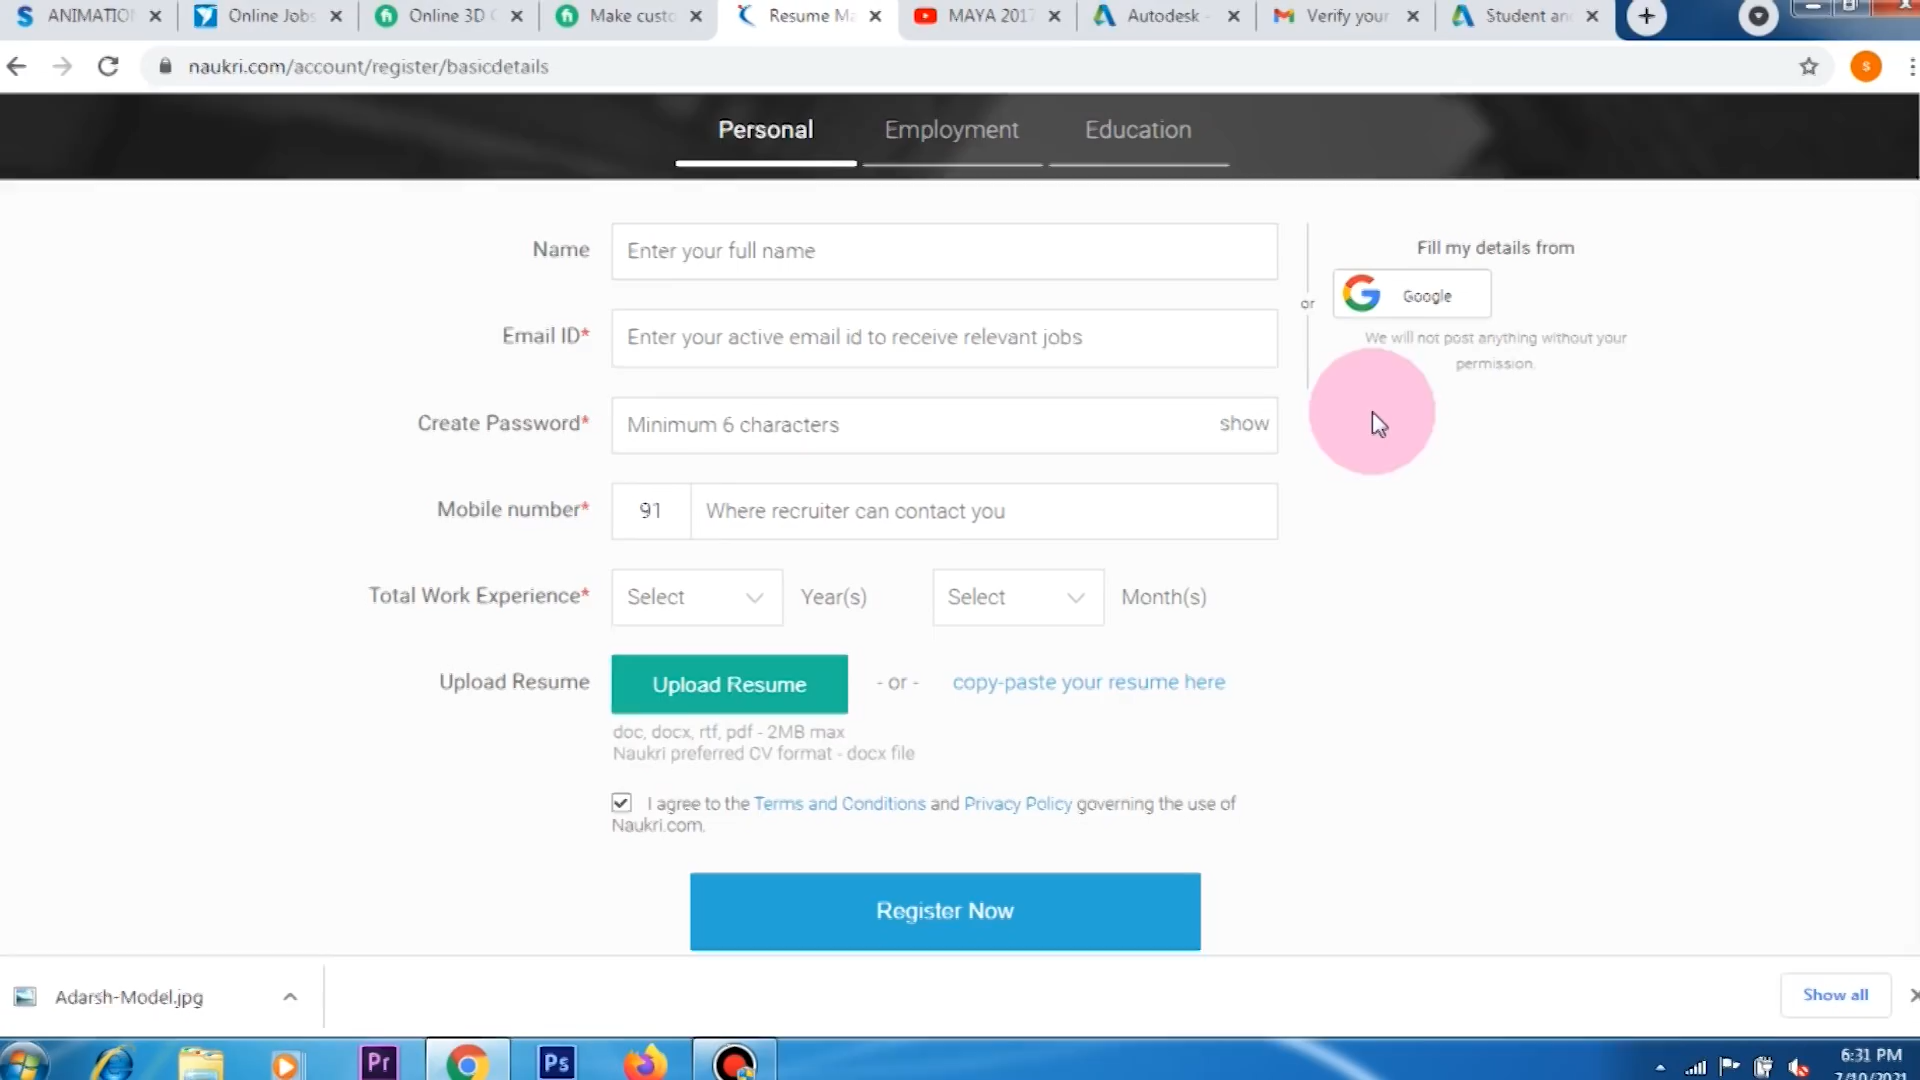 ANIMATION
Online Jobs
Online 3D
Make custo
Resume Ma
MAYA 2017
Autodesk -
Verify your
Student an
naukri.com/account/register/basicdetails
S
Personal
Employment
Education
Name
Enter your full name
Fill my details from
or
Google
We will not post anything without your
permission.
Email ID*
Enter your active email id to receive relevant jobs
Create Password*
Minimum 6 characters
show
Mobile number*
91
Where recruiter can contact you
Total Work Experience*
Select
Year(s)
Select
Month(s)
Upload Resume
Upload Resume
- or -
copy-paste your resume here
doc, docx, rtf, pdf - 2MB max
Naukri preferred CV format - docx file
I agree to the Terms and Conditions and Privacy Policy governing the use of
Naukri.com.
Register Now
Adarsh-Model.jpg
Show all
Pr
Ps
6:31 PM
7/10/2021